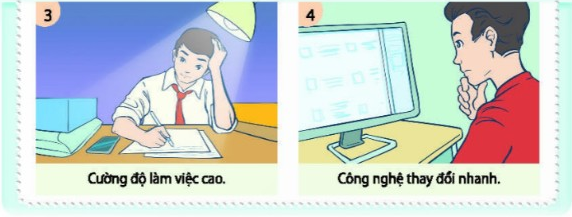 3
4
Cường độ làm việc cao.
Công nghệ thay đổi nhanh.